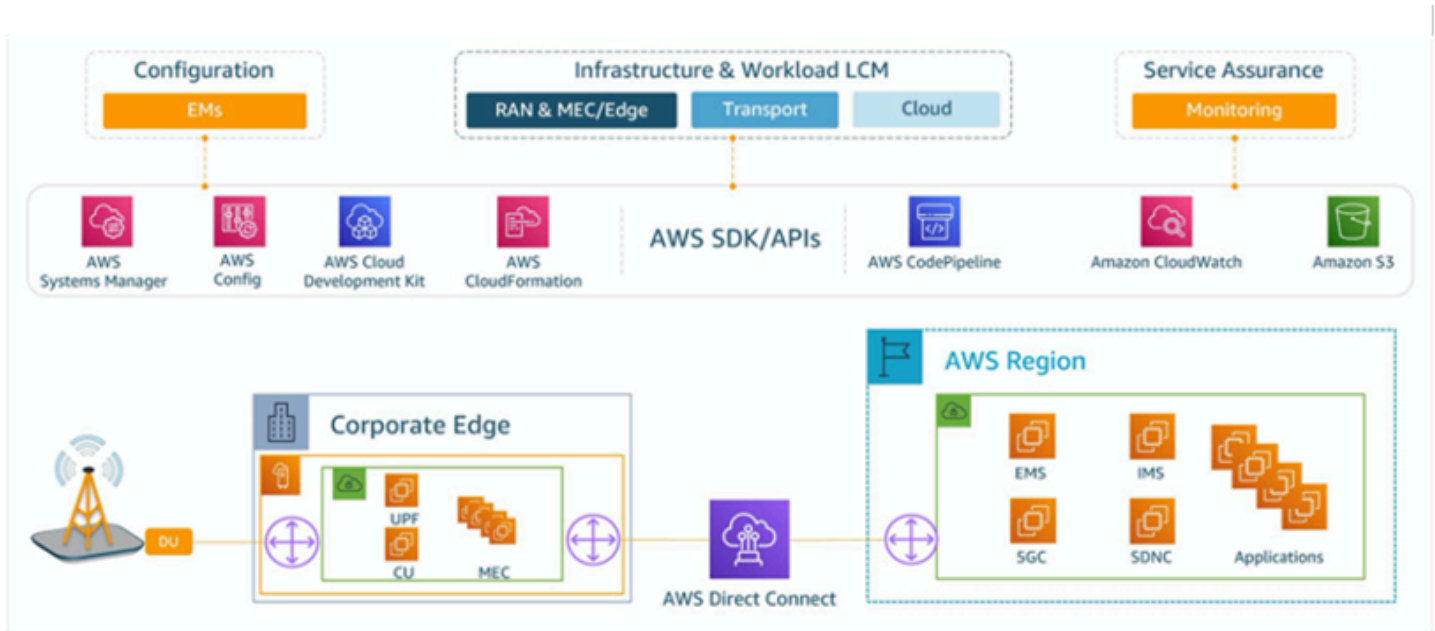 Configuration
EMs
Infrastructure & Workload LCM
RAN & MEC/Edge
Transport
Cloud
Service Assurance
Monitoring
AWS
Systems Manager
AWS
Config
AWS Cloud
Development Kit
AWS
CloudFormation
AWS SDK/APIs
AWS CodePipeline
Amazon CloudWatch
Amazon S3
AWS Region
Corporate Edge
EMS
IMS
UPF
DU
CU
MEC
5GC
SDNC
Applications
AWS Direct Connect